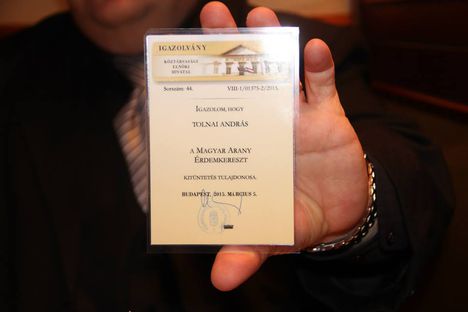 IGAZOLVÁNY
KÖZTÁRSASÁGI
ELNÖKI
HIVATAL
Sorszám: 44.
VIII-1/01375-2/2015.
IGAZOLOM, HOGY
TOLNAI ANDRÁS
A MAGYAR ARANY
ÉRDEMKERESZT
KITÜNTETÉS TULAJDONOSA.
BUDAPEST, 2015. MÁRCIUS 5.